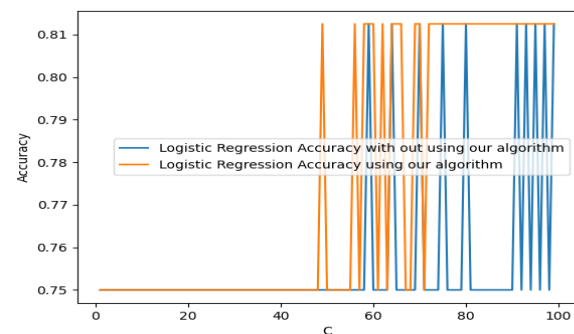 0.81
0.80
0.79
0.78
0.77
0.76
0.75
Accuracy
Logistic Regression Accuracy with out using our algorithm
Logistic Regression Accuracy using our algorithm
0 20 40 60 80 100
C